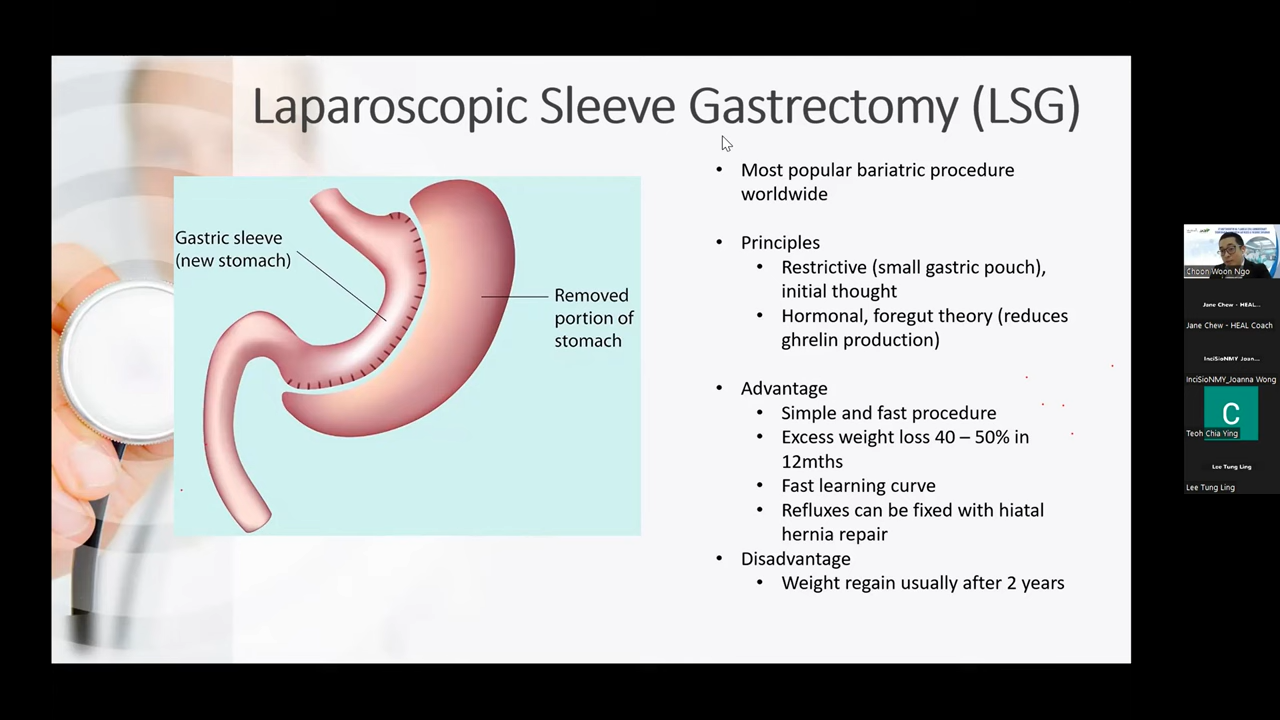 Laparoscopic Sleeve Gastrectomy (LSG)
Gastric sleeve
(new stomach)
Removed
portion of
stomach
• Most popular bariatric procedure
worldwide
• Principles
• Restrictive (small gastric pouch),
initial thought
• Hormonal, foregut theory (reduces
ghrelin production)
• Advantage
• Simple and fast procedure
• Excess weight loss 40 – 50% in
12mths
• Fast learning curve
• Refluxes can be fixed with hiatal
hernia repair
• Disadvantage
• Weight regain usually after 2 years
Choon Woon Ngo
Jane Chew - HEAL...
Jane Chew - HEAL Coach
InciSioNMY_Joan...
InciSioNMY_Joanna Wong
C
Teoh Chia Ying
Lee Tung Ling
Lee Tung Ling